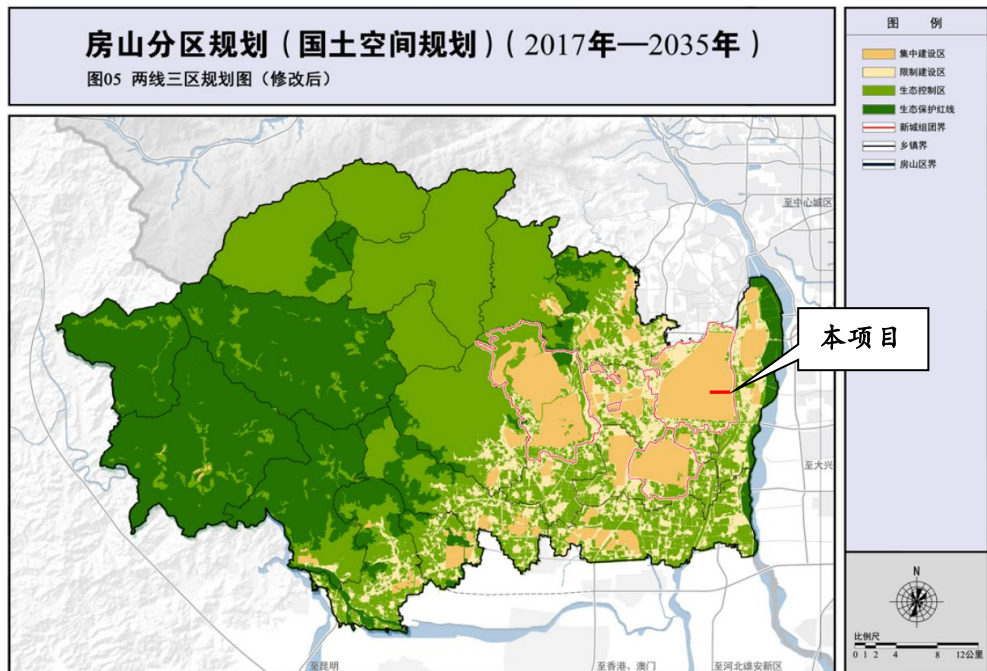 房山分区规划（国土空间规划）（2017年—2035年）
图05 两线三区规划图（修改后）
图 例
集中建设区
限制建设区
生态控制区
生态保护红线
新城组团界
乡镇界
房山区界
至中心城区
本项目
至大兴
至昆明
至香港、澳门
至河北雄安新区
N
比例尺
0 1 2 4 8 12公里